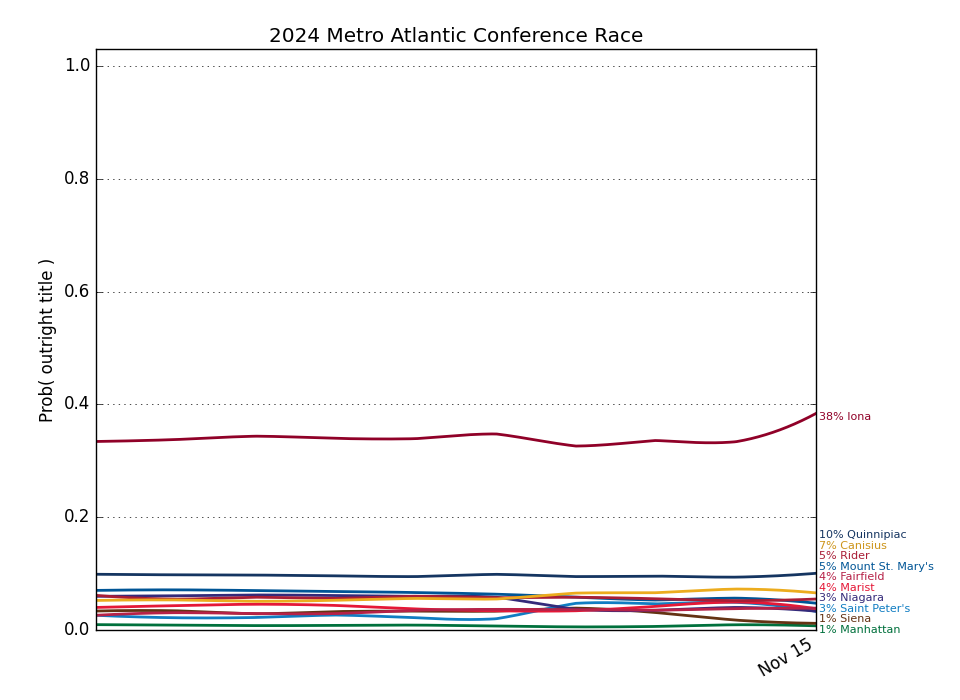 2024 Metro Atlantic Conference Race
1.0
0.8
0.6
0.4
0.2
0.0
Prob( outright title )
38% Iona
10% Quinnipiac
7% Canisius
5% Rider
5% Mount St. Mary's
4% Fairfield
4% Marist
3% Niagara
3% Saint Peter's
1% Siena
1% Manhattan
Nov 15